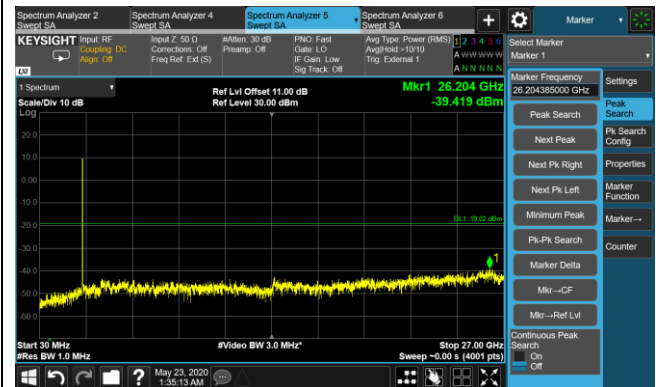 Spectrum Analyzer 2 Swept SA
Spectrum Analyzer 4 Swept SA
Spectrum Analyzer 5 Swept SA
Spectrum Analyzer 6 Swept SA
+
Marker
KEYSIGHT
LXI
Input: RF
Coupling: DC
Align: Off
Input Z: 50 Ω
Corrections: Off
Freq Ref: Ext (S)
#Atten: 30 dB
Preamp: Off
PNO: Fast
Gate: LO
IF Gain: Low
Sig Track: Off
Avg Type: Power (RMS)
Avg|Hold:>10/10
Trig: External 1
1 2 3 4 5 6
A W W W W W
A N N N N N
Select Marker
Marker 1
1 Spectrum
Scale/Div 10 dB
Log
Ref Lvl Offset 11.00 dB
Ref Level 30.00 dBm
Mkr1 26.204 GHz
-39.419 dBm
20.0
10.0
0.00
-10.0
-20.0
-30.0
-40.0
-50.0
-60.0
DL1 -19.02 dBm
1
Start 30 MHz
#Res BW 1.0 MHz
#Video BW 3.0 MHz*
Stop 27.00 GHz
Sweep ~0.00 s (4001 pts)
Marker Frequency
26.204385000 GHz
Peak Search
Next Peak
Next Pk Right
Next Pk Left
Minimum Peak
Pk-Pk Search
Marker Delta
Mkr→CF
Mkr→Ref Lvl
Continuous Peak Search
On
Off
Settings
Peak Search
Pk Search Config
Properties
Marker Function
Marker→
Counter
?
May 23, 2020
1:35:13 AM